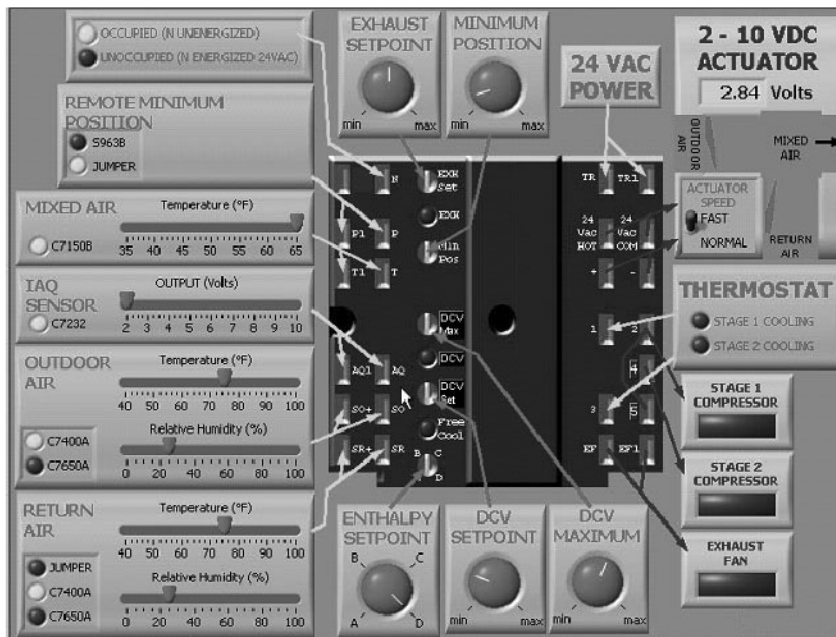 OCCUPIED (N UNENERGIZED)
UNOCCUPIED (N ENERGIZED 24VAC)
REMOTE MINIMUM
POSITION
S963B
JUMPER
MIXED AIR
Temperature (°F)
C7150B
35 40 45 50 55 60 65
IAQ
SENSOR
OUTPUT (Volts)
C7232
2 3 4 5 6 7 8 9 10
OUTDOOR
AIR
Temperature (°F)
40 50 60 70 80 90 100
Relative Humidity (%)
C7400A
C7650A
0 20 40 60 80 100
RETURN
AIR
Temperature (°F)
40 50 60 70 80 90 100
JUMPER
C7400A
C7650A
Relative Humidity (%)
0 20 40 60 80 100
EXHAUST
SETPOINT
min max
MINIMUM
POSITION
min max
24 VAC
POWER
2 - 10 VDC
ACTUATOR
2.84 Volts
OUTDOOR
AIR
MIXED
AIR
ACTUATOR
SPEED
FAST
NORMAL
RETURN
AIR
N
EXH
Set
TR TR1
P1 P
EXH
24
Vac
HOT
24
Vac
COM
Min
Pos
T1 T
+ -
DCV
Max
1 2
AQ1 AQ
DCV
4
DCV
Set
SO+ SO
3 5
Free
Cool
SR+ SR
B C
D
EF EF1
THERMOSTAT
STAGE 1 COOLING
STAGE 2 COOLING
STAGE 1
COMPRESSOR
STAGE 2
COMPRESSOR
EXHAUST
FAN
ENTHALPY
SETPOINT
B C
A D
DCV
SETPOINT
min max
DCV
MAXIMUM
min max